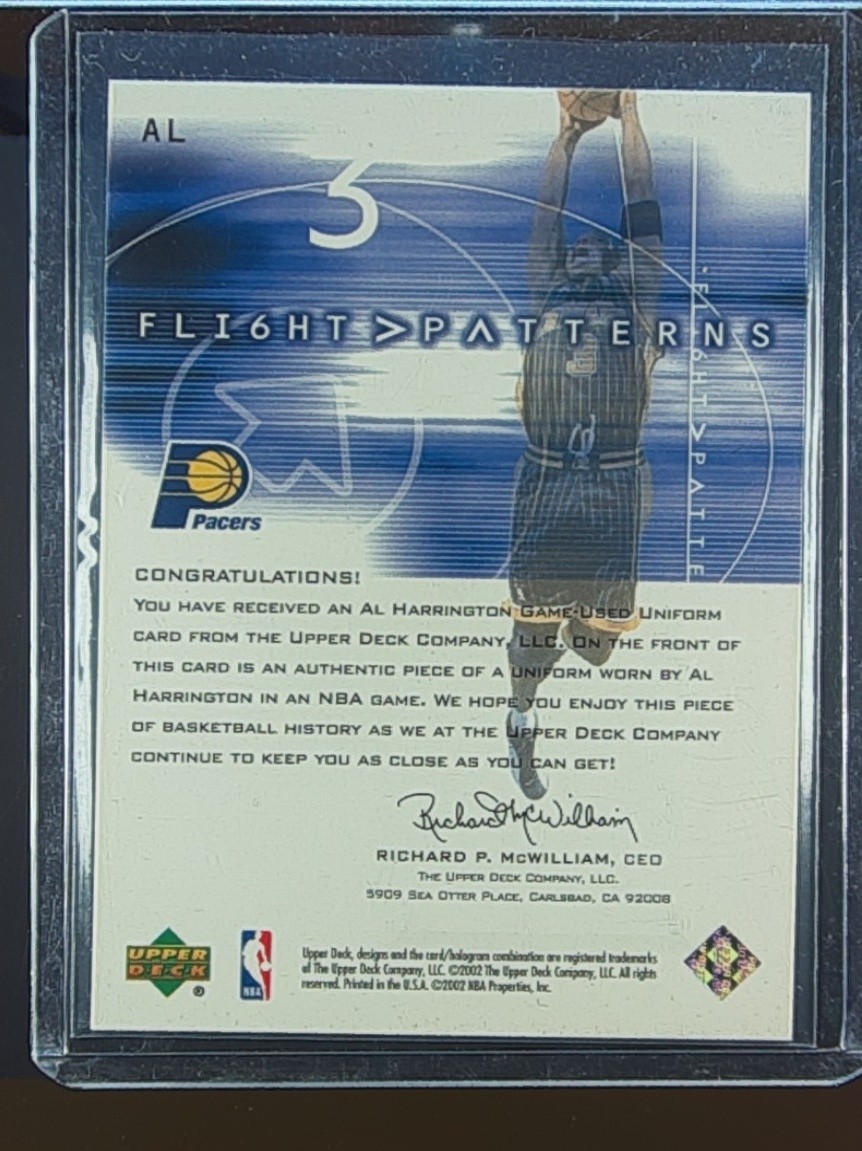 AL
3
FLI6HT > PATTERNS
FLI6HT > PATTE
3
Pacers
CONGRATULATIONS!
YOU HAVE RECEIVED AN AL HARRINGTON GAME-USED UNIFORM
CARD FROM THE UPPER DECK COMPANY, LLC. ON THE FRONT OF
THIS CARD IS AN AUTHENTIC PIECE OF A UNIFORM WORN BY AL
HARRINGTON IN AN NBA GAME. WE HOPE YOU ENJOY THIS PIECE
OF BASKETBALL HISTORY AS WE AT THE UPPER DECK COMPANY
CONTINUE TO KEEP YOU AS CLOSE AS YOU CAN GET!
Richard McWilliam
RICHARD P. MCWILLIAM, CEO
THE UPPER DECK COMPANY, LLC.
5909 SEA OTTER PLACE, CARLSBAD, CA 92008
UPPER
DECK
®
NBA
Upper Deck, designs and the card/hologram combination are registered trademarks
of The Upper Deck Company, LLC. ©2002 The Upper Deck Company, LLC. All rights
reserved. Printed in the U.S.A. ©2002 NBA Properties, Inc.